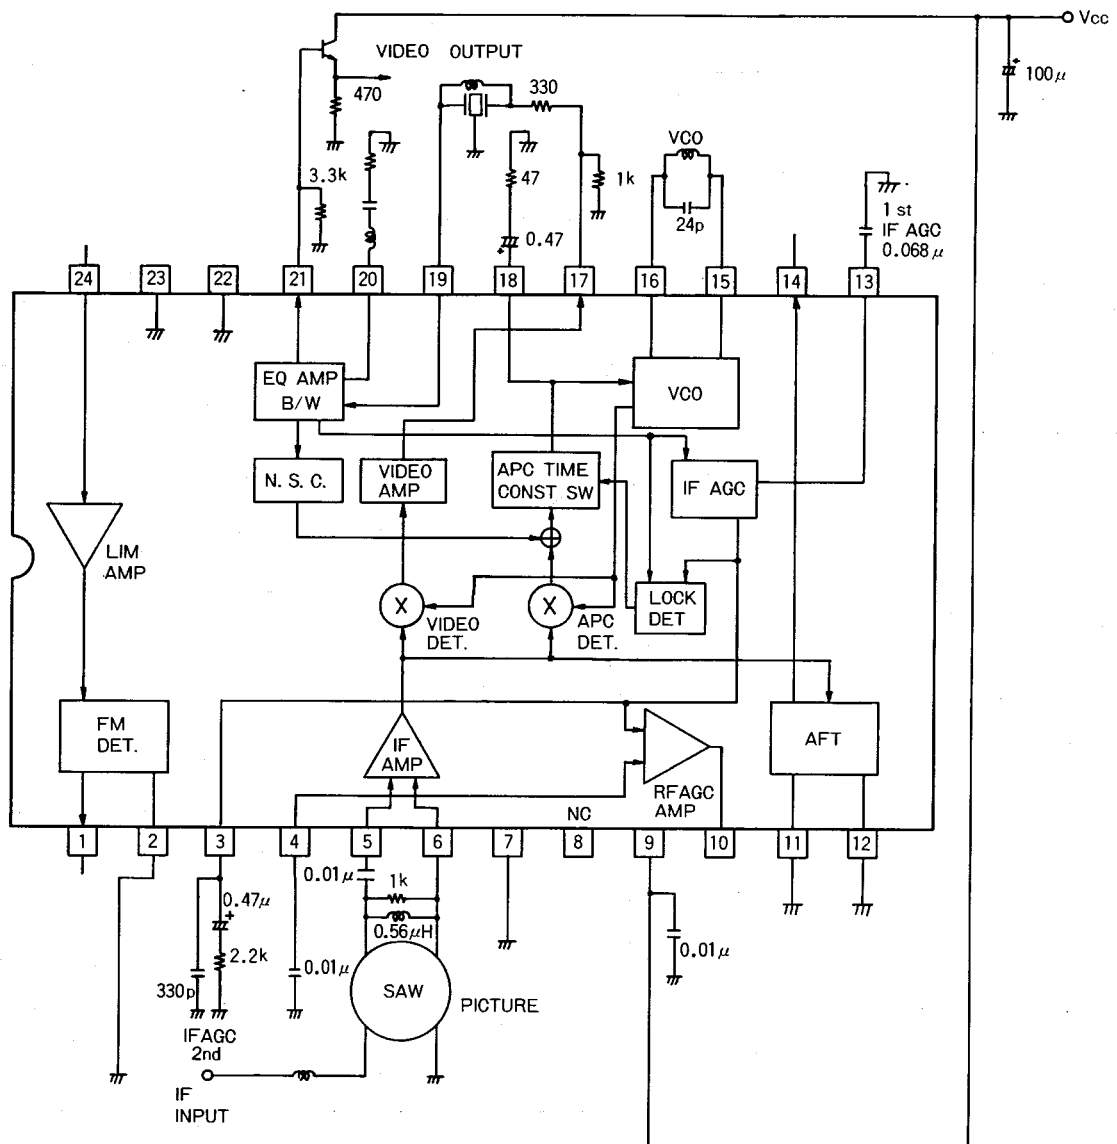 Vcc
VIDEO OUTPUT
100μ
470
330
VCO
3.3k
47
1k
24p
0.47
1 st
IF AGC
0.068μ
24
23
22
21
20
19
18
17
16
15
14
13
EQ AMP
B/W
VCO
N. S. C.
VIDEO
AMP
APC TIME
CONST SW
IF AGC
LIM
AMP
X
X
LOCK
DET
VIDEO
DET.
APC
DET.
FM
DET.
IF
AMP
AFT
RFAGC
AMP
NC
1
2
3
4
5
6
7
8
9
10
11
12
0.01μ
1k
0.47μ
0.56μH
2.2k
0.01μ
0.01μ
330p
SAW
PICTURE
IFAGC
2nd
IF
INPUT